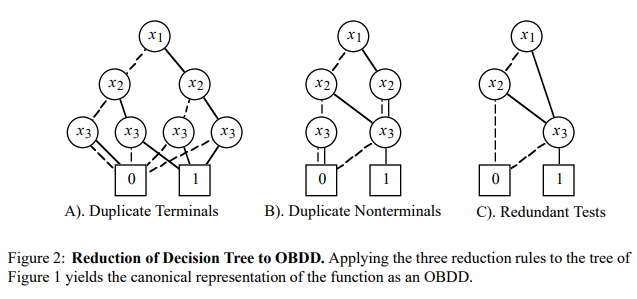 x1 x1 x1
x2 x2 x2 x2 x2
x3 x3 x3 x3 x3 x3 x3
0 1 0 1 0 1
A). Duplicate Terminals B). Duplicate Nonterminals C). Redundant Tests
Figure 2: Reduction of Decision Tree to OBDD. Applying the three reduction rules to the tree of
Figure 1 yields the canonical representation of the function as an OBDD.